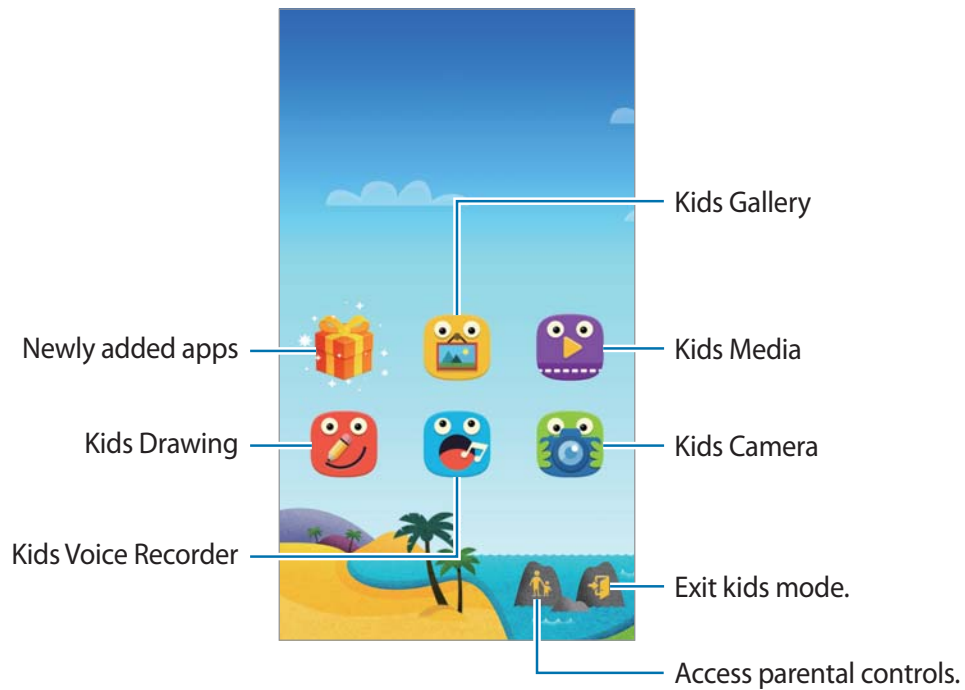 Kids Gallery
Newly added apps
Kids Media
Kids Drawing
Kids Camera
Kids Voice Recorder
Exit kids mode.
Access parental controls.